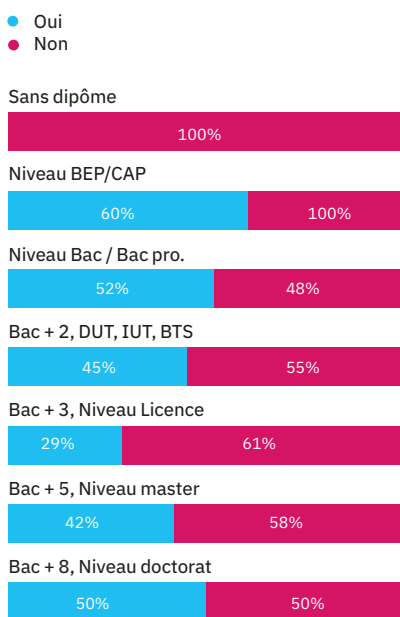 Oui
Non
Sans dipôme
100%
Niveau BEP/CAP
60% 100%
Niveau Bac / Bac pro.
52% 48%
Bac + 2, DUT, IUT, BTS
45% 55%
Bac + 3, Niveau Licence
29% 61%
Bac + 5, Niveau master
42% 58%
Bac + 8, Niveau doctorat
50% 50%